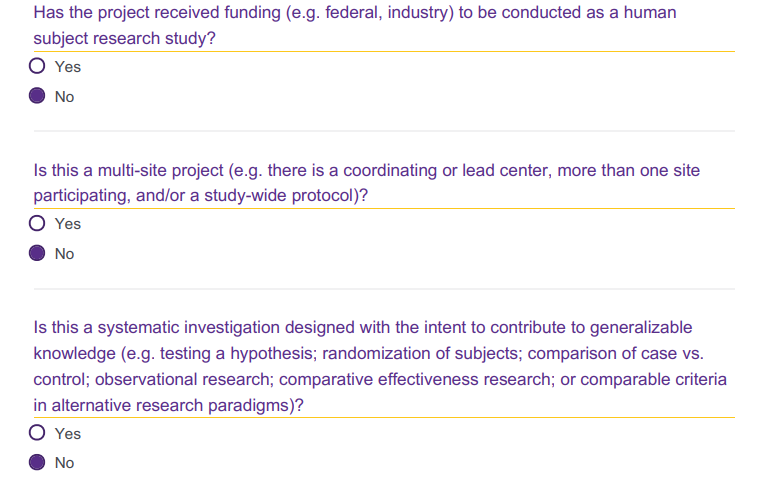 Has the project received funding (e.g. federal, industry) to be conducted as a human
subject research study?
Yes
No
Is this a multi-site project (e.g. there is a coordinating or lead center, more than one site
participating, and/or a study-wide protocol)?
Yes
No
Is this a systematic investigation designed with the intent to contribute to generalizable
knowledge (e.g. testing a hypothesis; randomization of subjects; comparison of case vs.
control; observational research; comparative effectiveness research; or comparable criteria
in alternative research paradigms)?
Yes
No